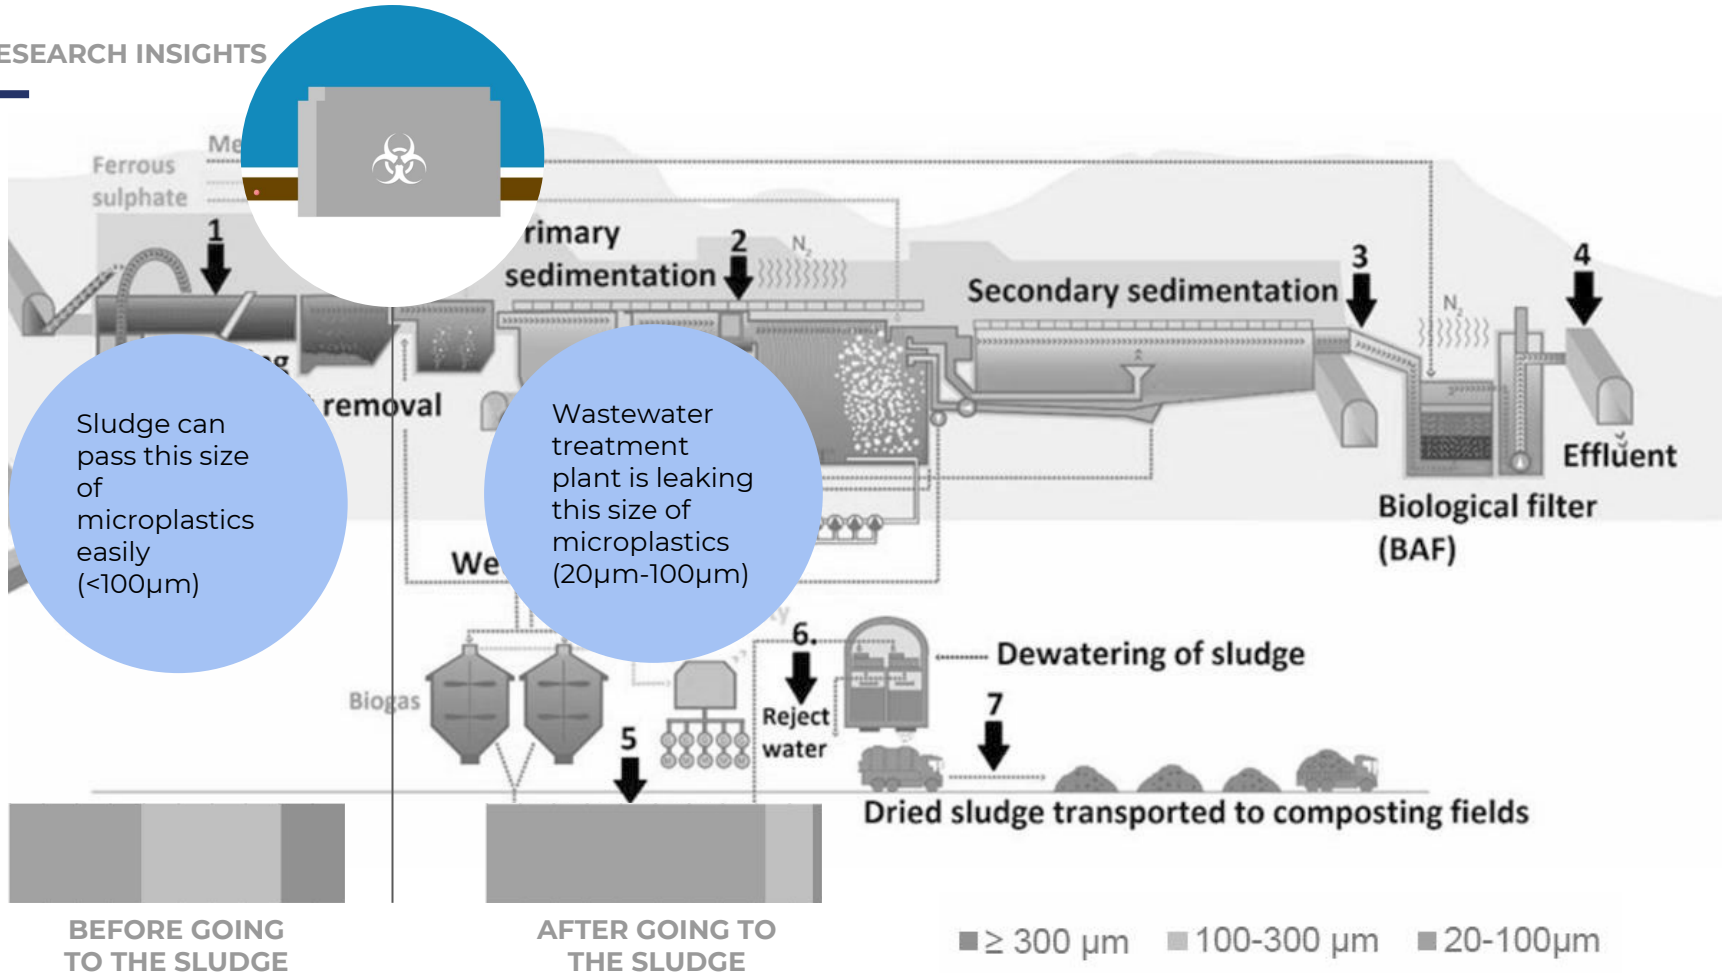 ESEARCH INSIGHTS
Ferrous
sulphate
1
rimary
sedimentation
2
N2
Secondary sedimentation
3
4
N2
removal
Effluent
Biological filter
(BAF)
Sludge can
pass this size
of
microplastics
easily
(<100µm)
Wastewater
treatment
plant is leaking
this size of
microplastics
(20µm-100µm)
Biogas
5
6.
Reject
water
Dewatering of sludge
7
Dried sludge transported to composting fields
BEFORE GOING
TO THE SLUDGE
AFTER GOING TO
THE SLUDGE
≥ 300 µm
100-300 µm
20-100µm